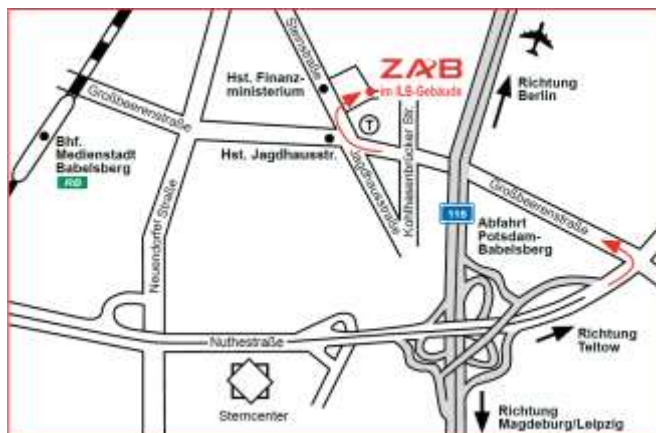 Steinstraße
Hst. Finanz-
ministerium
ZAB
im ILB-Gebäude
Richtung
Berlin
Großbeerenstraße
T
Bhf.
Medienstadt
Babelsberg
RB
Hst. Jagdhausstr.
Jagdhausstraße
Kohlhasenbrücker Str.
Großbeerenstraße
115
Abfahrt
Potsdam-
Babelsberg
Neuendorfer
Straße
Nuthestraße
Richtung
Teltow
Sterncenter
Richtung
Magdeburg/Leipzig